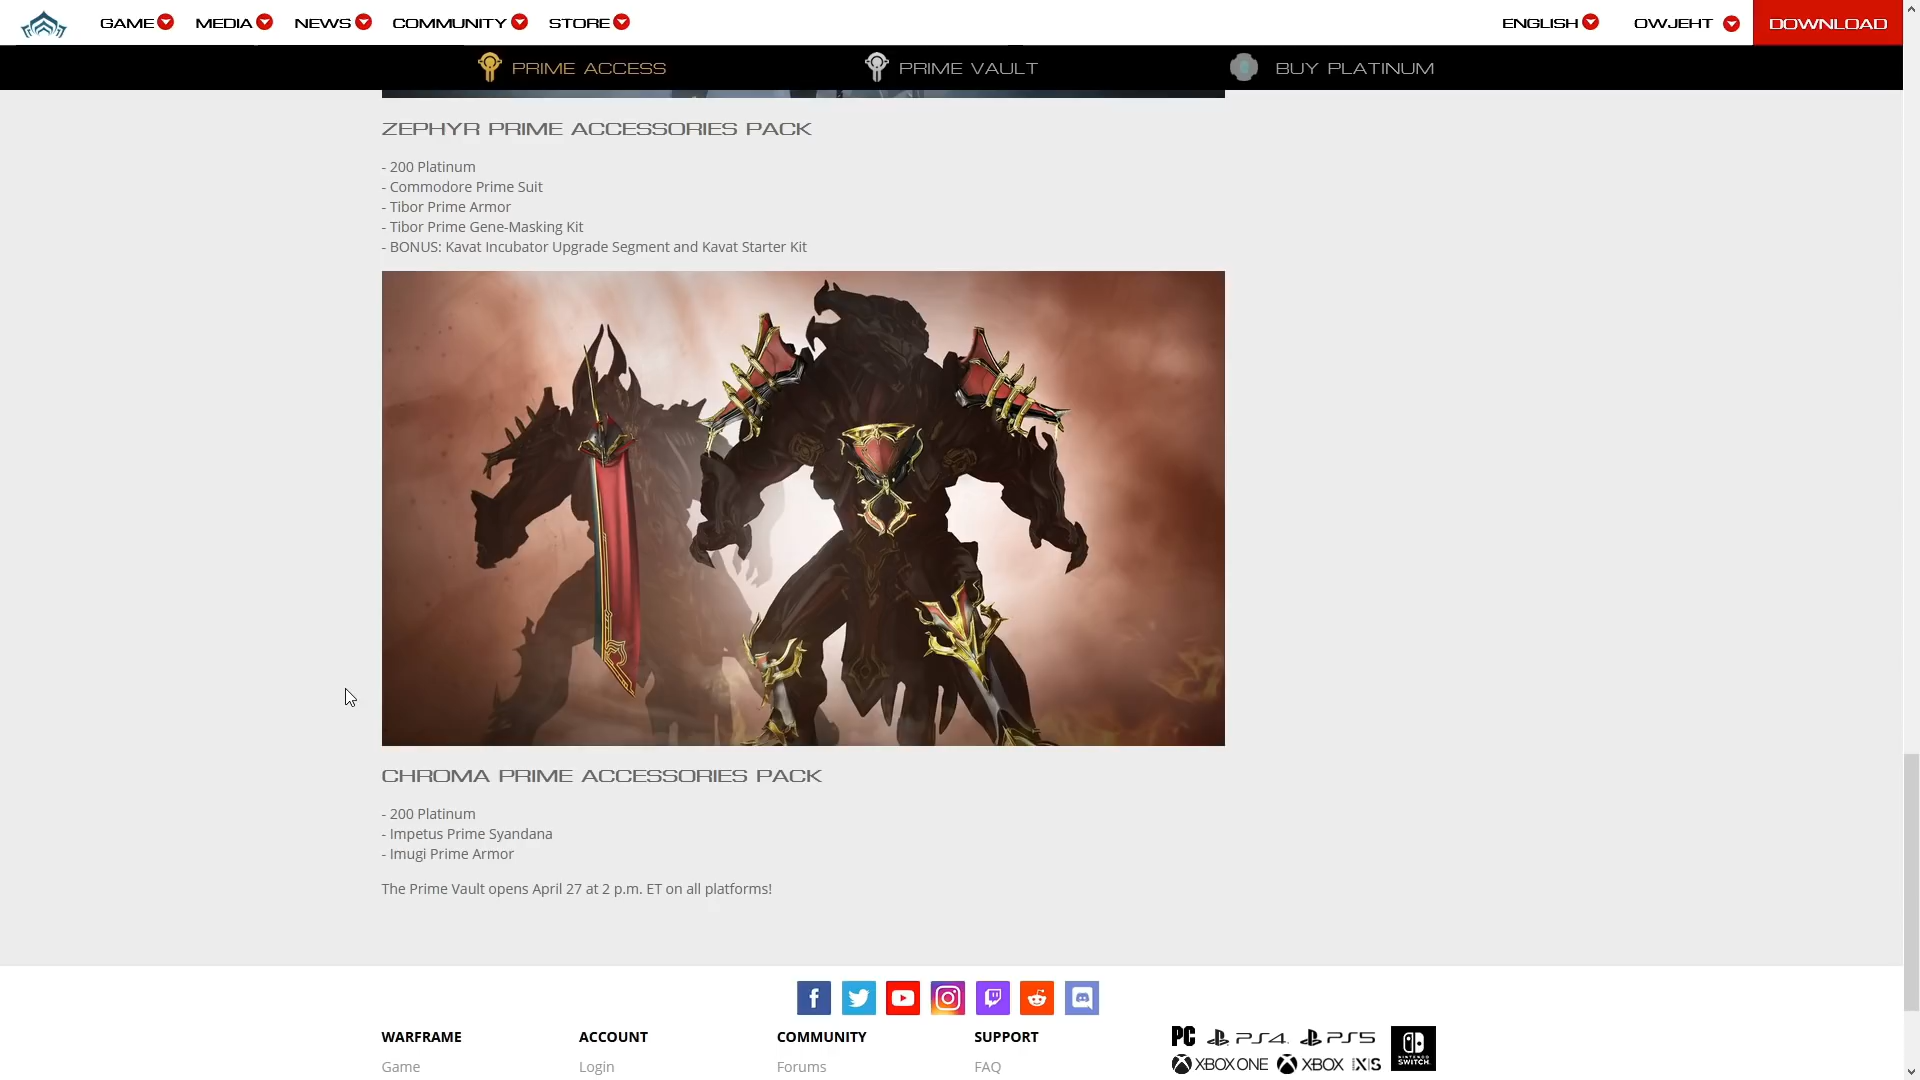 GAME MEDIA NEWS COMMUNITY STORE ENGLISH OWJEHT DOWNLOAD
PRIME ACCESS PRIME VAULT BUY PLATINUM
ZEPHYR PRIME ACCESSORIES PACK
- 200 Platinum
- Commodore Prime Suit
- Tibor Prime Armor
- Tibor Prime Gene-Masking Kit
- BONUS: Kavat Incubator Upgrade Segment and Kavat Starter Kit
CHROMA PRIME ACCESSORIES PACK
- 200 Platinum
- Impetus Prime Syandana
- Imugi Prime Armor
The Prime Vault opens April 27 at 2 p.m. ET on all platforms!
WARFRAME ACCOUNT COMMUNITY SUPPORT PC PS4 PS5 NINTENDO SWITCH
Game Login Forums FAQ XBOX ONE XBOX X|S